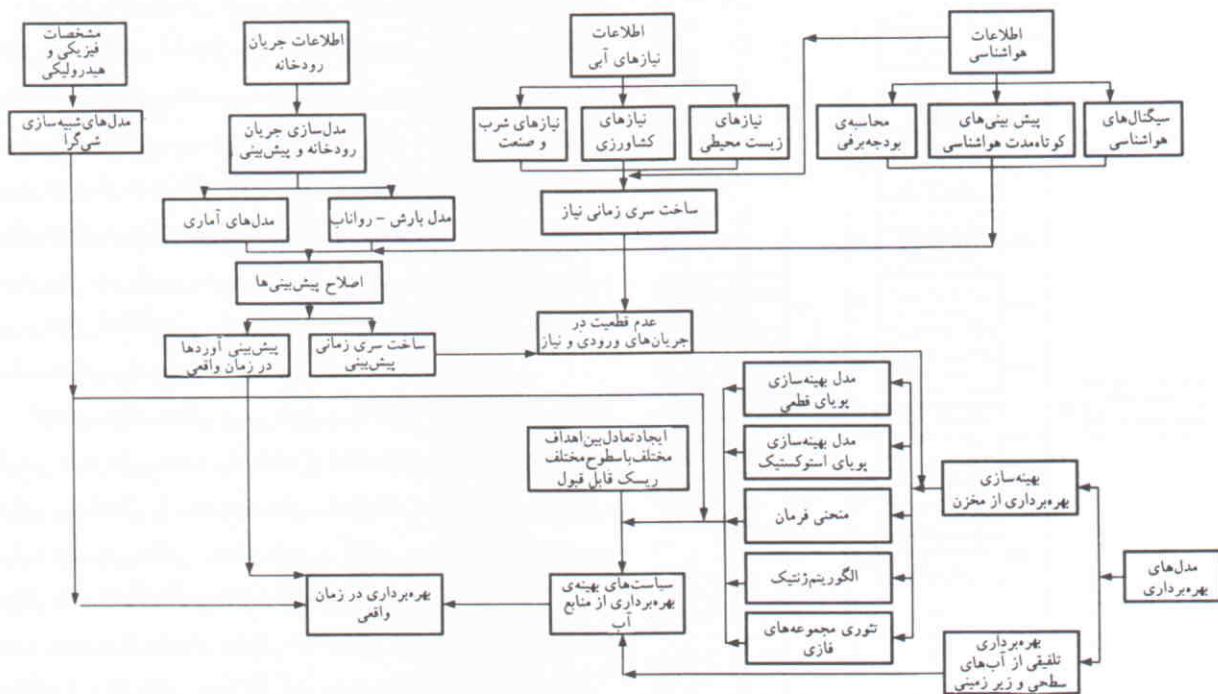 اطلاعات
هواشناسی
اطلاعات
نیازهای آبی
اطلاعات جریان
رودخانه
مشخصات
فیزیکی و
هیدرولیکی
سیگنال‌های
هواشناسی
پیش بینی‌های
کوتاه‌مدت هواشناسی
محاسبه‌ی
بودجه‌برفی
نیازهای
زیست محیطی
نیازهای
کشاورزی
نیازهای شرب
و صنعت
مدل‌سازی جریان
رودخانه و پیش‌بینی
مدل‌های شبیه‌سازی
شی‌گرا
ساخت سری زمانی نیاز
مدل بارش – رواناب
مدل‌های آماری
اصلاح پیش‌بینی‌ها
عدم قطعیت در
جریان‌های ورودی و نیاز
ساخت سری زمانی
پیش‌بینی
پیش‌بینی آوردها
در زمان واقعی
مدل بهینه‌سازی
پویای قطعی
ایجادتعادل‌بین‌اهداف
مختلف‌باسطوح‌مختلف
ریسک قابل قبول
مدل بهینه‌سازی
پویای استوکستیک
بهینه‌سازی
بهره‌برداری از مخزن
منحنی فرمان
مدل‌های
بهره‌برداری
الگوریتم‌ژنتیک
سیاست‌های بهینه‌ی
بهره‌برداری از منابع
آب
بهره‌برداری در زمان
واقعی
تئوری مجموعه‌های
فازی
بهره‌برداری
تلفیقی از آب‌های
سطحی و زیر زمینی